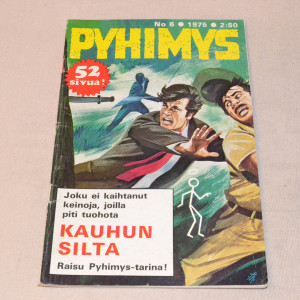 No 6 ● 1975 ● 2:50
PYHIMYS
52
sivua!
Joku ei kaihtanut
keinoja, joilla
piti tuohota
KAUHUN
SILTA
Raisu Pyhimys-tarina!